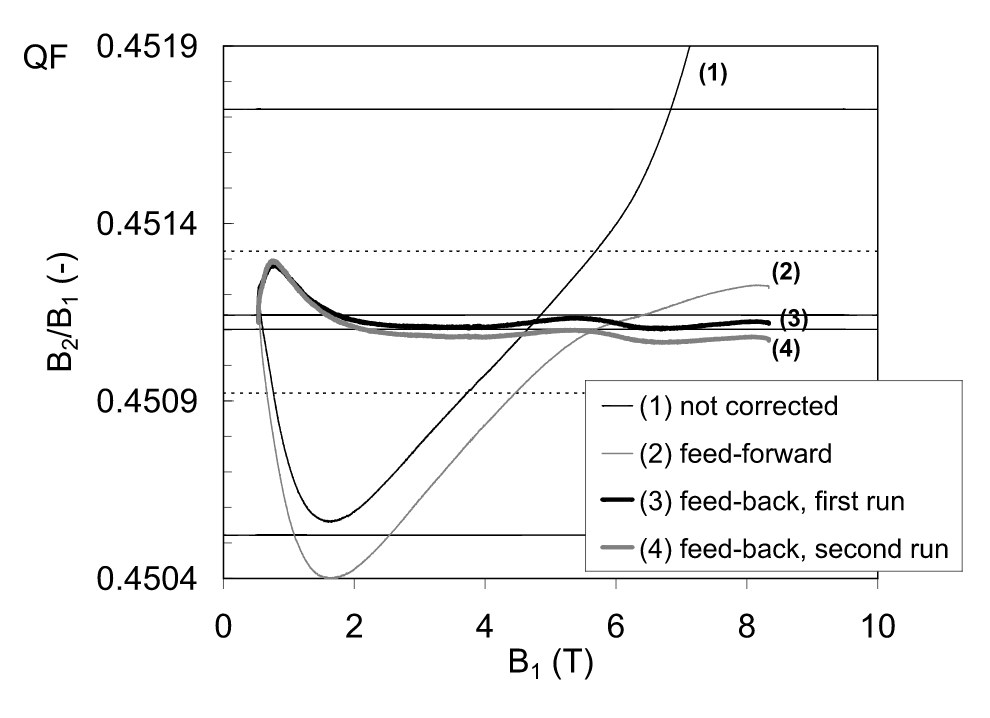 QF
0.4519
0.4514
0.4509
0.4504
B2/B1 (-)
(1)
(2)
(3)
(4)
(1) not corrected
(2) feed-forward
(3) feed-back, first run
(4) feed-back, second run
0 2 4 6 8 10
B1 (T)